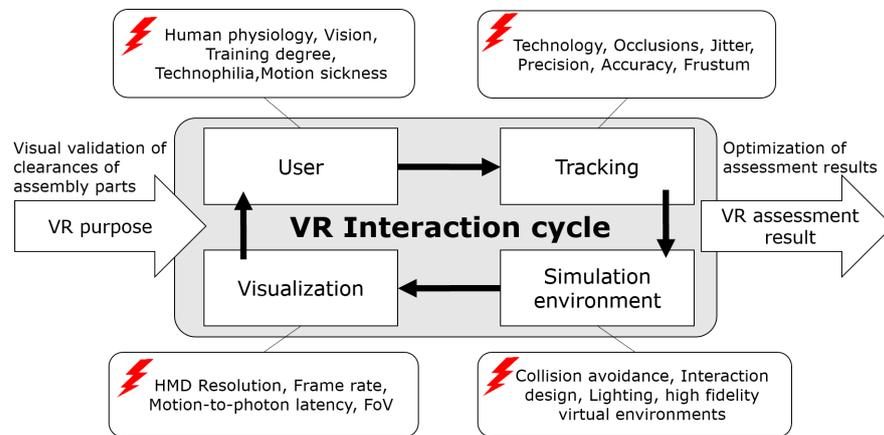 Human physiology, Vision,
Training degree,
Technophilia,Motion sickness
Technology, Occlusions, Jitter,
Precision, Accuracy, Frustum
Visual validation of
clearances of
assembly parts
VR purpose
User
Tracking
VR Interaction cycle
Visualization
Simulation
environment
Optimization of
assessment results
VR assessment
result
HMD Resolution, Frame rate,
Motion-to-photon latency, FoV
Collision avoidance, Interaction
design, Lighting, high fidelity
virtual environments